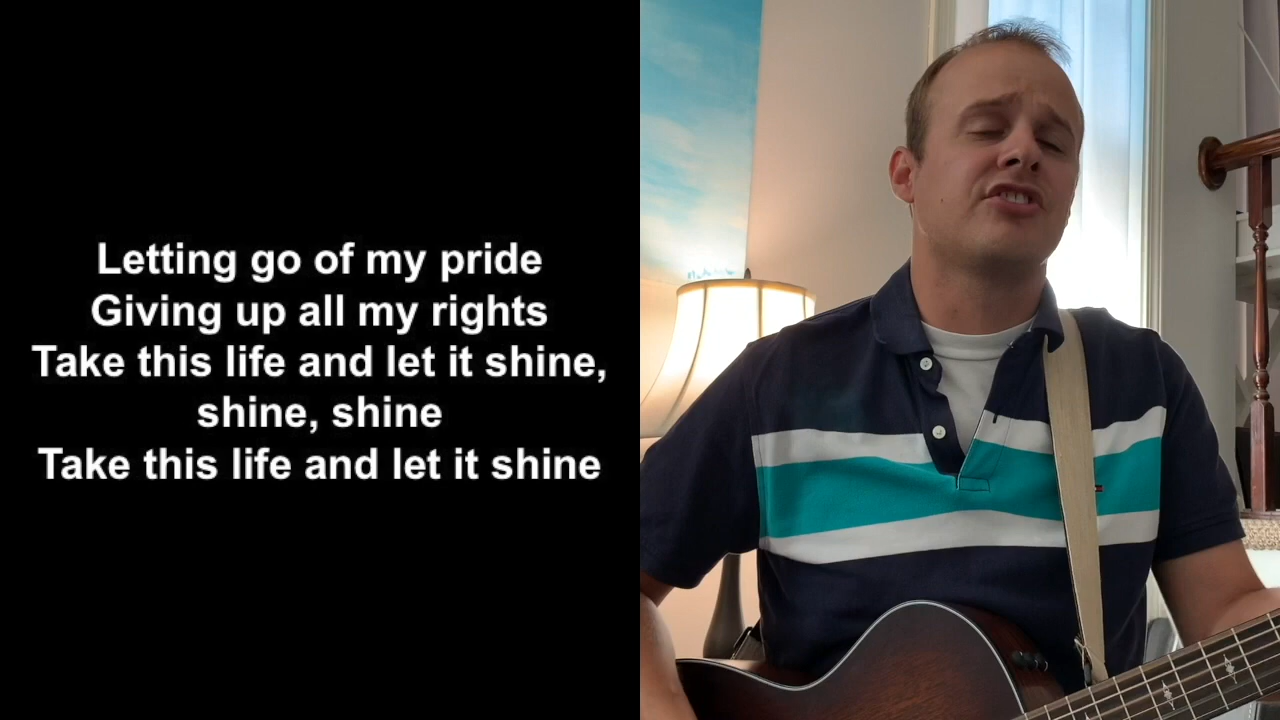 Letting go of my pride
Giving up all my rights
Take this life and let it shine,
shine, shine
Take this life and let it shine